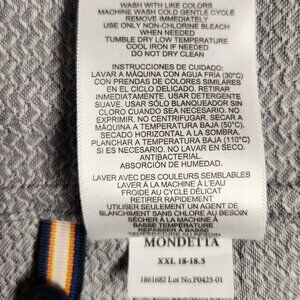 WASH WITH LIKE COLORS
MACHINE WASH COLD GENTLE CYCLE
REMOVE IMMEDIATELY
USE ONLY NON-CHLORINE BLEACH
WHEN NEEDED
TUMBLE DRY LOW TEMPERATURE
COOL IRON IF NEEDED
DO NOT DRY CLEAN
INSTRUCCIONES DE CUIDADO:
LAVAR A MÁQUINA CON AGUA FRÍA (30°C)
CON PRENDAS DE COLORES SIMILARES
EN EL CICLO DELICADO. RETIRAR
INMEDIATAMENTE. USAR DETERGENTE
SUAVE. USAR SÓLO BLANQUEADOR SIN
CLORO CUANDO SEA NECESARIO. NO
EXPRIMIR. NO CENTRIFUGAR. SECAR A
MÁQUINA A TEMPERATURA BAJA (50°C).
SECADO HORIZONTAL A LA SOMBRA.
PLANCHAR A TEMPERATURA BAJA (110°C)
SI ES NECESARIO. NO LAVAR EN SECO.
ANTIBACTERIAL.
ABSORCIÓN DE HUMEDAD.
LAVER AVEC DES COULEURS SEMBLABLES
LAVER À LA MACHINE À L'EAU
FROIDE AU CYCLE DÉLICAT
RETIRER RAPIDEMENT
UTILISER SEULEMENT UN AGENT DE
BLANCHIMENT SANS CHLORE AU BESOIN
SÉCHER À LA MACHINE À
BASSE TEMPÉRATURE
REPASSER À BASSE
TEMPÉRATURE AU BESOIN
MONDETTA
XXL 18-18.5
1861682 Lot No.P0425-01